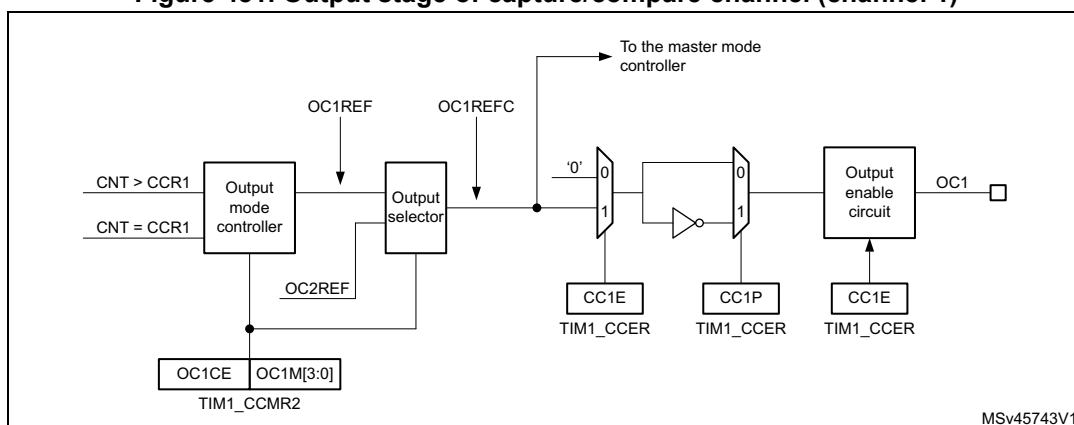 Output stage of capture/compare channel (channel 1)
To the master mode
controller
OC1REF
OC1REFC
CNT > CCR1
CNT = CCR1
Output
mode
controller
Output
selector
OC2REF
‘0’
0
1
0
1
Output
enable
circuit
OC1
CC1E
TIM1_CCER
CC1P
TIM1_CCER
CC1E
TIM1_CCER
OC1CE
OC1M[3:0]
TIM1_CCMR2
MSv45743V1